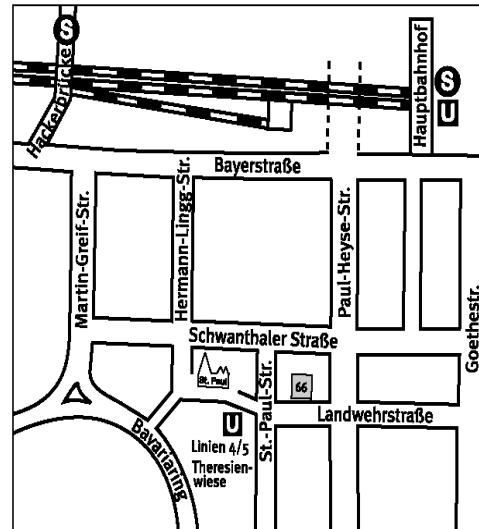 S
Hackerbrücke
Hauptbahnhof
S
U
Bayerstraße
Martin-Greif-Str.
Hermann-Lingg-Str.
Paul-Heyse-Str.
Goethestr.
Schwanthaler Straße
St. Paul
St.-Paul-Str.
66
Landwehrstraße
Bavariaring
U
Linien 4/5
Theresien-
wiese